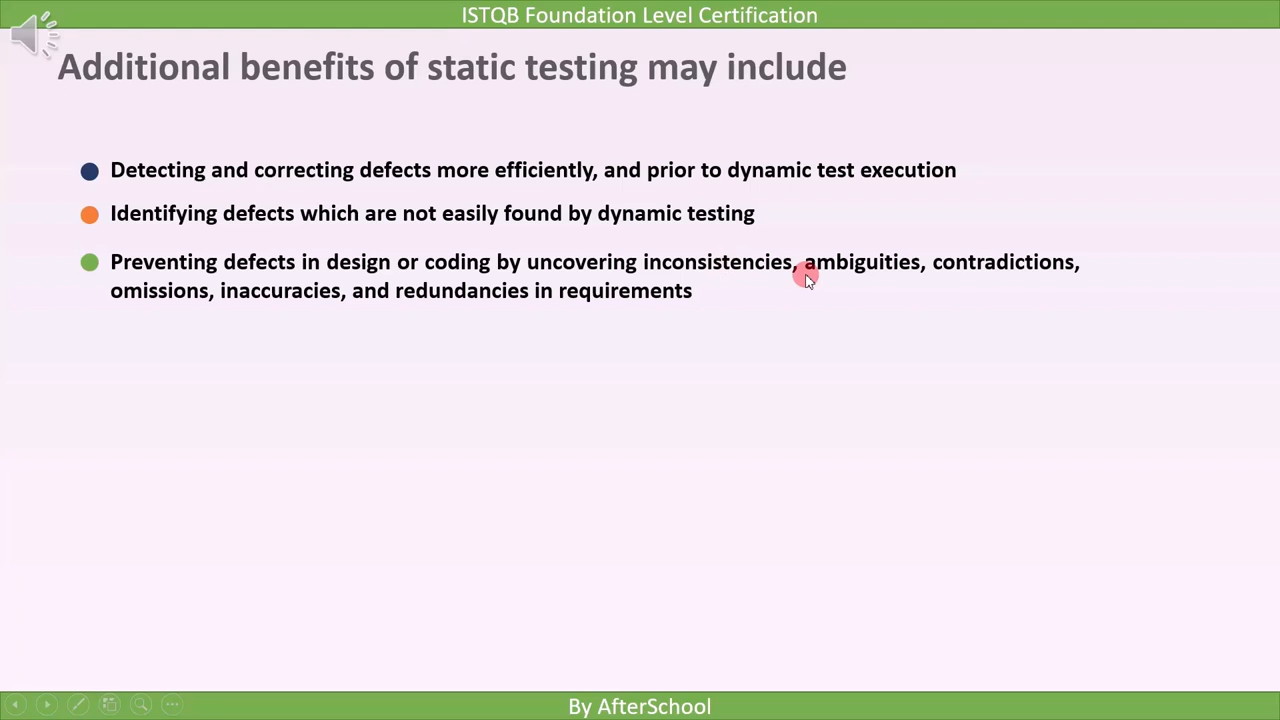 ISTQB Foundation Level Certification
Additional benefits of static testing may include
Detecting and correcting defects more efficiently, and prior to dynamic test execution
Identifying defects which are not easily found by dynamic testing
Preventing defects in design or coding by uncovering inconsistencies, ambiguities, contradictions,
omissions, inaccuracies, and redundancies in requirements
By AfterSchool